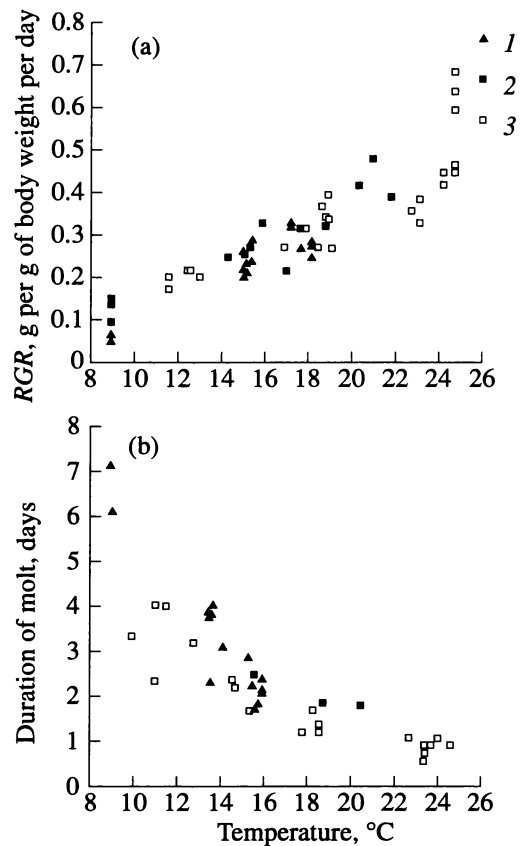 0.8
(a)
1
0.7
2
0.6
3
0.5
0.4
0.3
0.2
0.1
0
RGR, g per g of body weight per day
8 10 12 14 16 18 20 22 24 26
(b)
7
6
5
4
3
2
1
0
Duration of molt, days
8 10 12 14 16 18 20 22 24 26
Temperature, °C